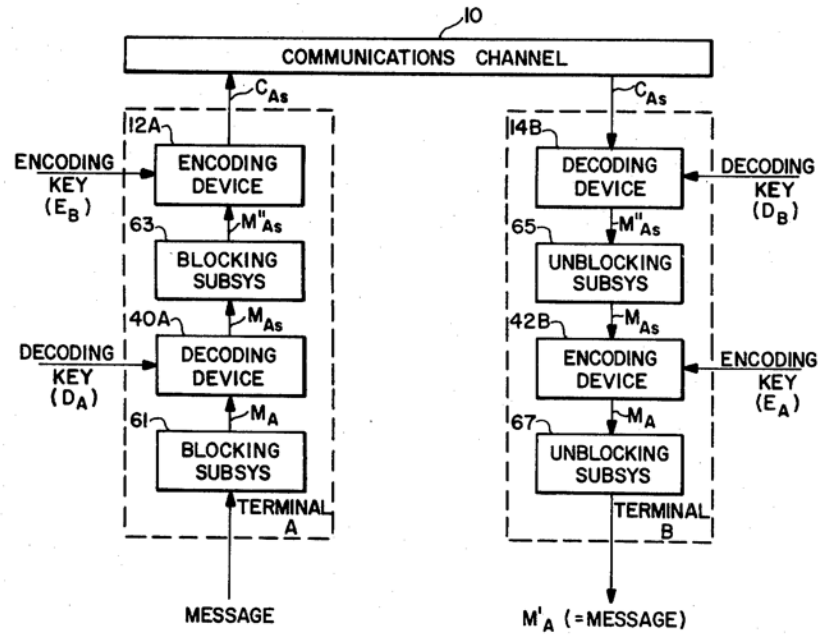 10
COMMUNICATIONS CHANNEL
C_As
12A
ENCODING DEVICE
ENCODING KEY (E_B)
M"_As
63
BLOCKING SUBSYS
M_As
40A
DECODING DEVICE
DECODING KEY (D_A)
M_A
61
BLOCKING SUBSYS
TERMINAL A
MESSAGE
C_As
14B
DECODING DEVICE
DECODING KEY (D_B)
M"_As
65
UNBLOCKING SUBSYS
M_As
42B
ENCODING DEVICE
ENCODING KEY (E_A)
M_A
67
UNBLOCKING SUBSYS
TERMINAL B
M'_A (=MESSAGE)